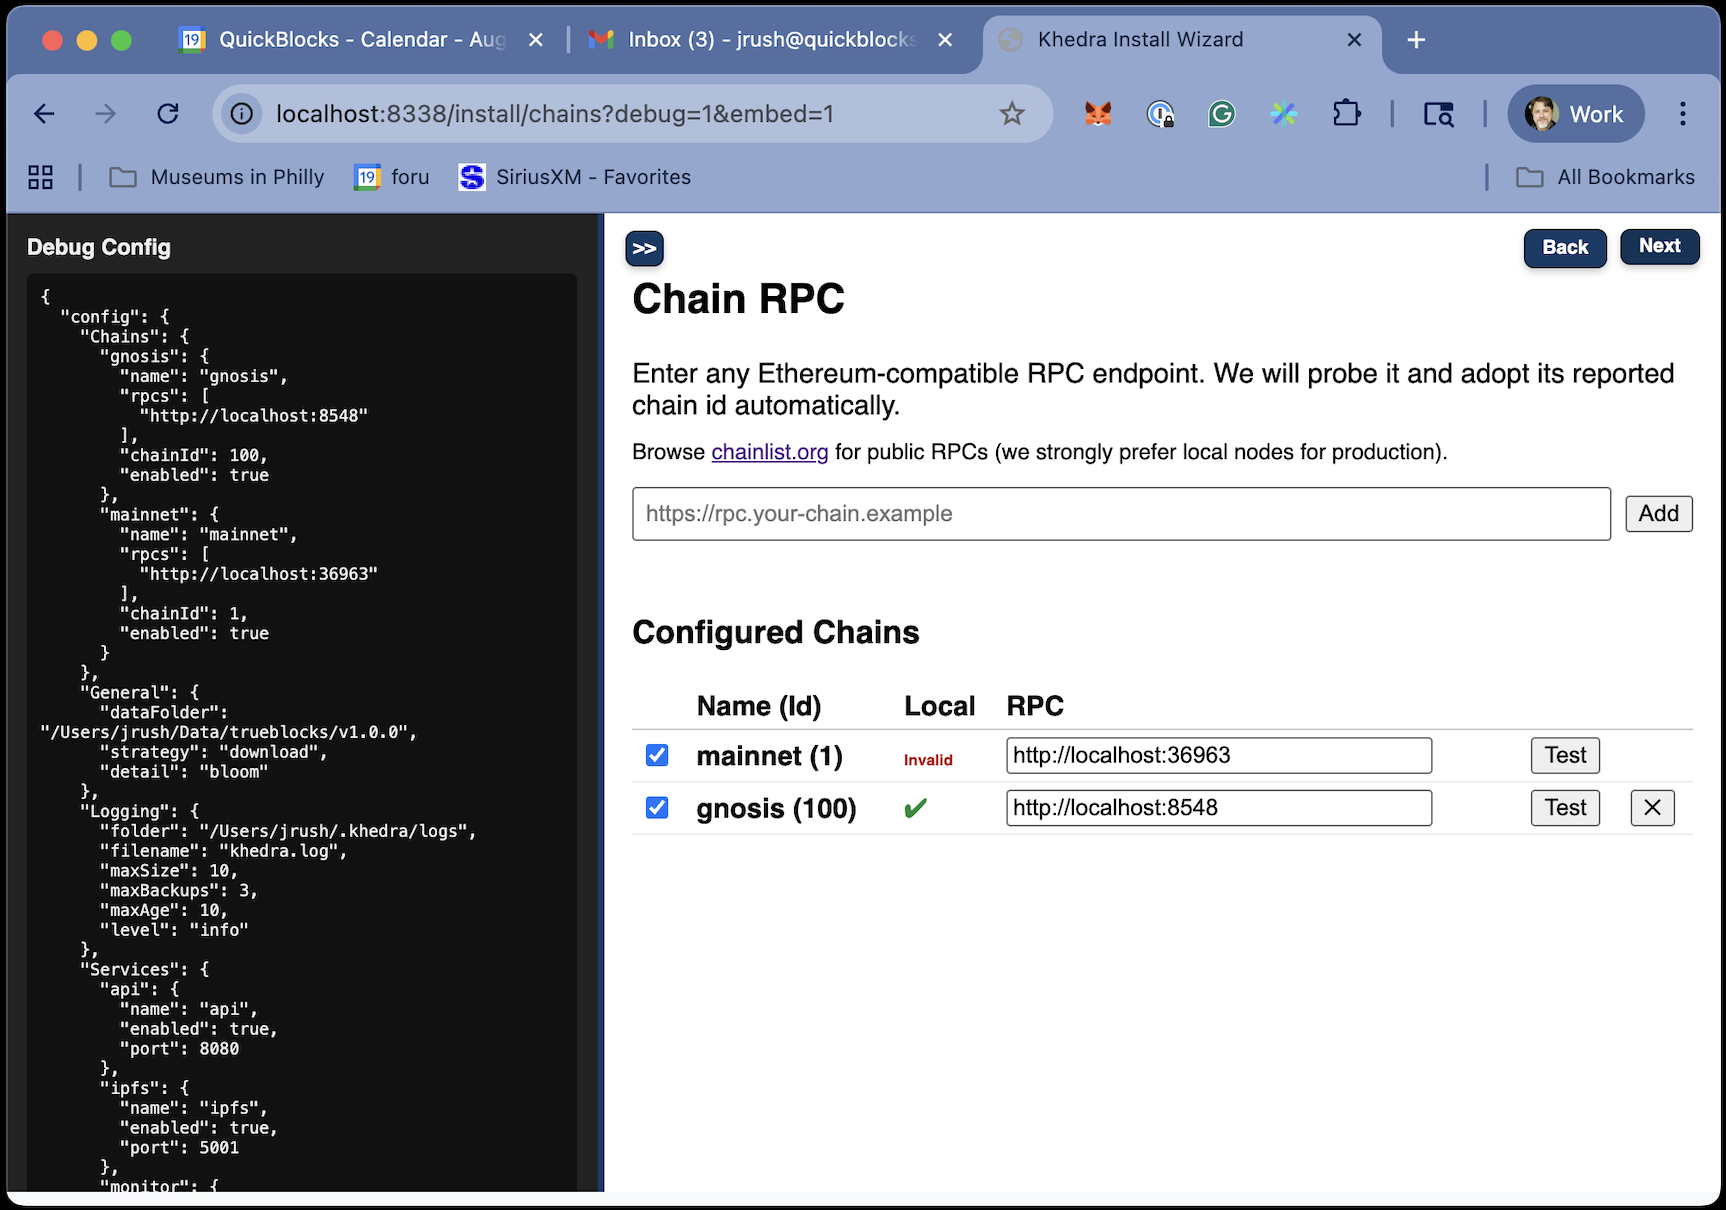 QuickBlocks - Calendar - Aug
Inbox (3) - jrush@quickblocks
Khedra Install Wizard
localhost:8338/install/chains?debug=1&embed=1
Work
Museums in Philly
19
foru
SiriusXM - Favorites
All Bookmarks
Debug Config
{
"config": {
"Chains": {
"gnosis": {
"name": "gnosis",
"rpcs": [
"http://localhost:8548"
],
"chainId": 100,
"enabled": true
},
"mainnet": {
"name": "mainnet",
"rpcs": [
"http://localhost:36963"
],
"chainId": 1,
"enabled": true
}
},
"General": {
"dataFolder":
"/Users/jrush/Data/trueblocks/v1.0.0",
"strategy": "download",
"detail": "bloom"
},
"Logging": {
"folder": "/Users/jrush/.khedra/logs",
"filename": "khedra.log",
"maxSize": 10,
"maxBackups": 3,
"maxAge": 10,
"level": "info"
},
"Services": {
"api": {
"name": "api",
"enabled": true,
"port": 8080
},
"ipfs": {
"name": "ipfs",
"enabled": true,
"port": 5001
},
"monitor": {
>>
Back
Next
Chain RPC
Enter any Ethereum-compatible RPC endpoint. We will probe it and adopt its reported
chain id automatically.
Browse chainlist.org for public RPCs (we strongly prefer local nodes for production).
https://rpc.your-chain.example
Add
Configured Chains
Name (Id) Local RPC
mainnet (1) Invalid http://localhost:36963 Test
gnosis (100) ✔ http://localhost:8548 Test ✕